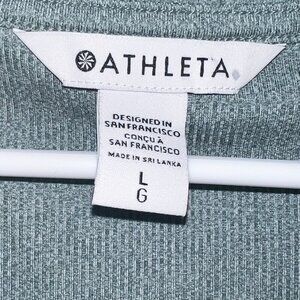 ATHLETA
DESIGNED IN
SAN FRANCISCO
CONÇU À
SAN FRANCISCO
MADE IN SRI LANKA
L
G